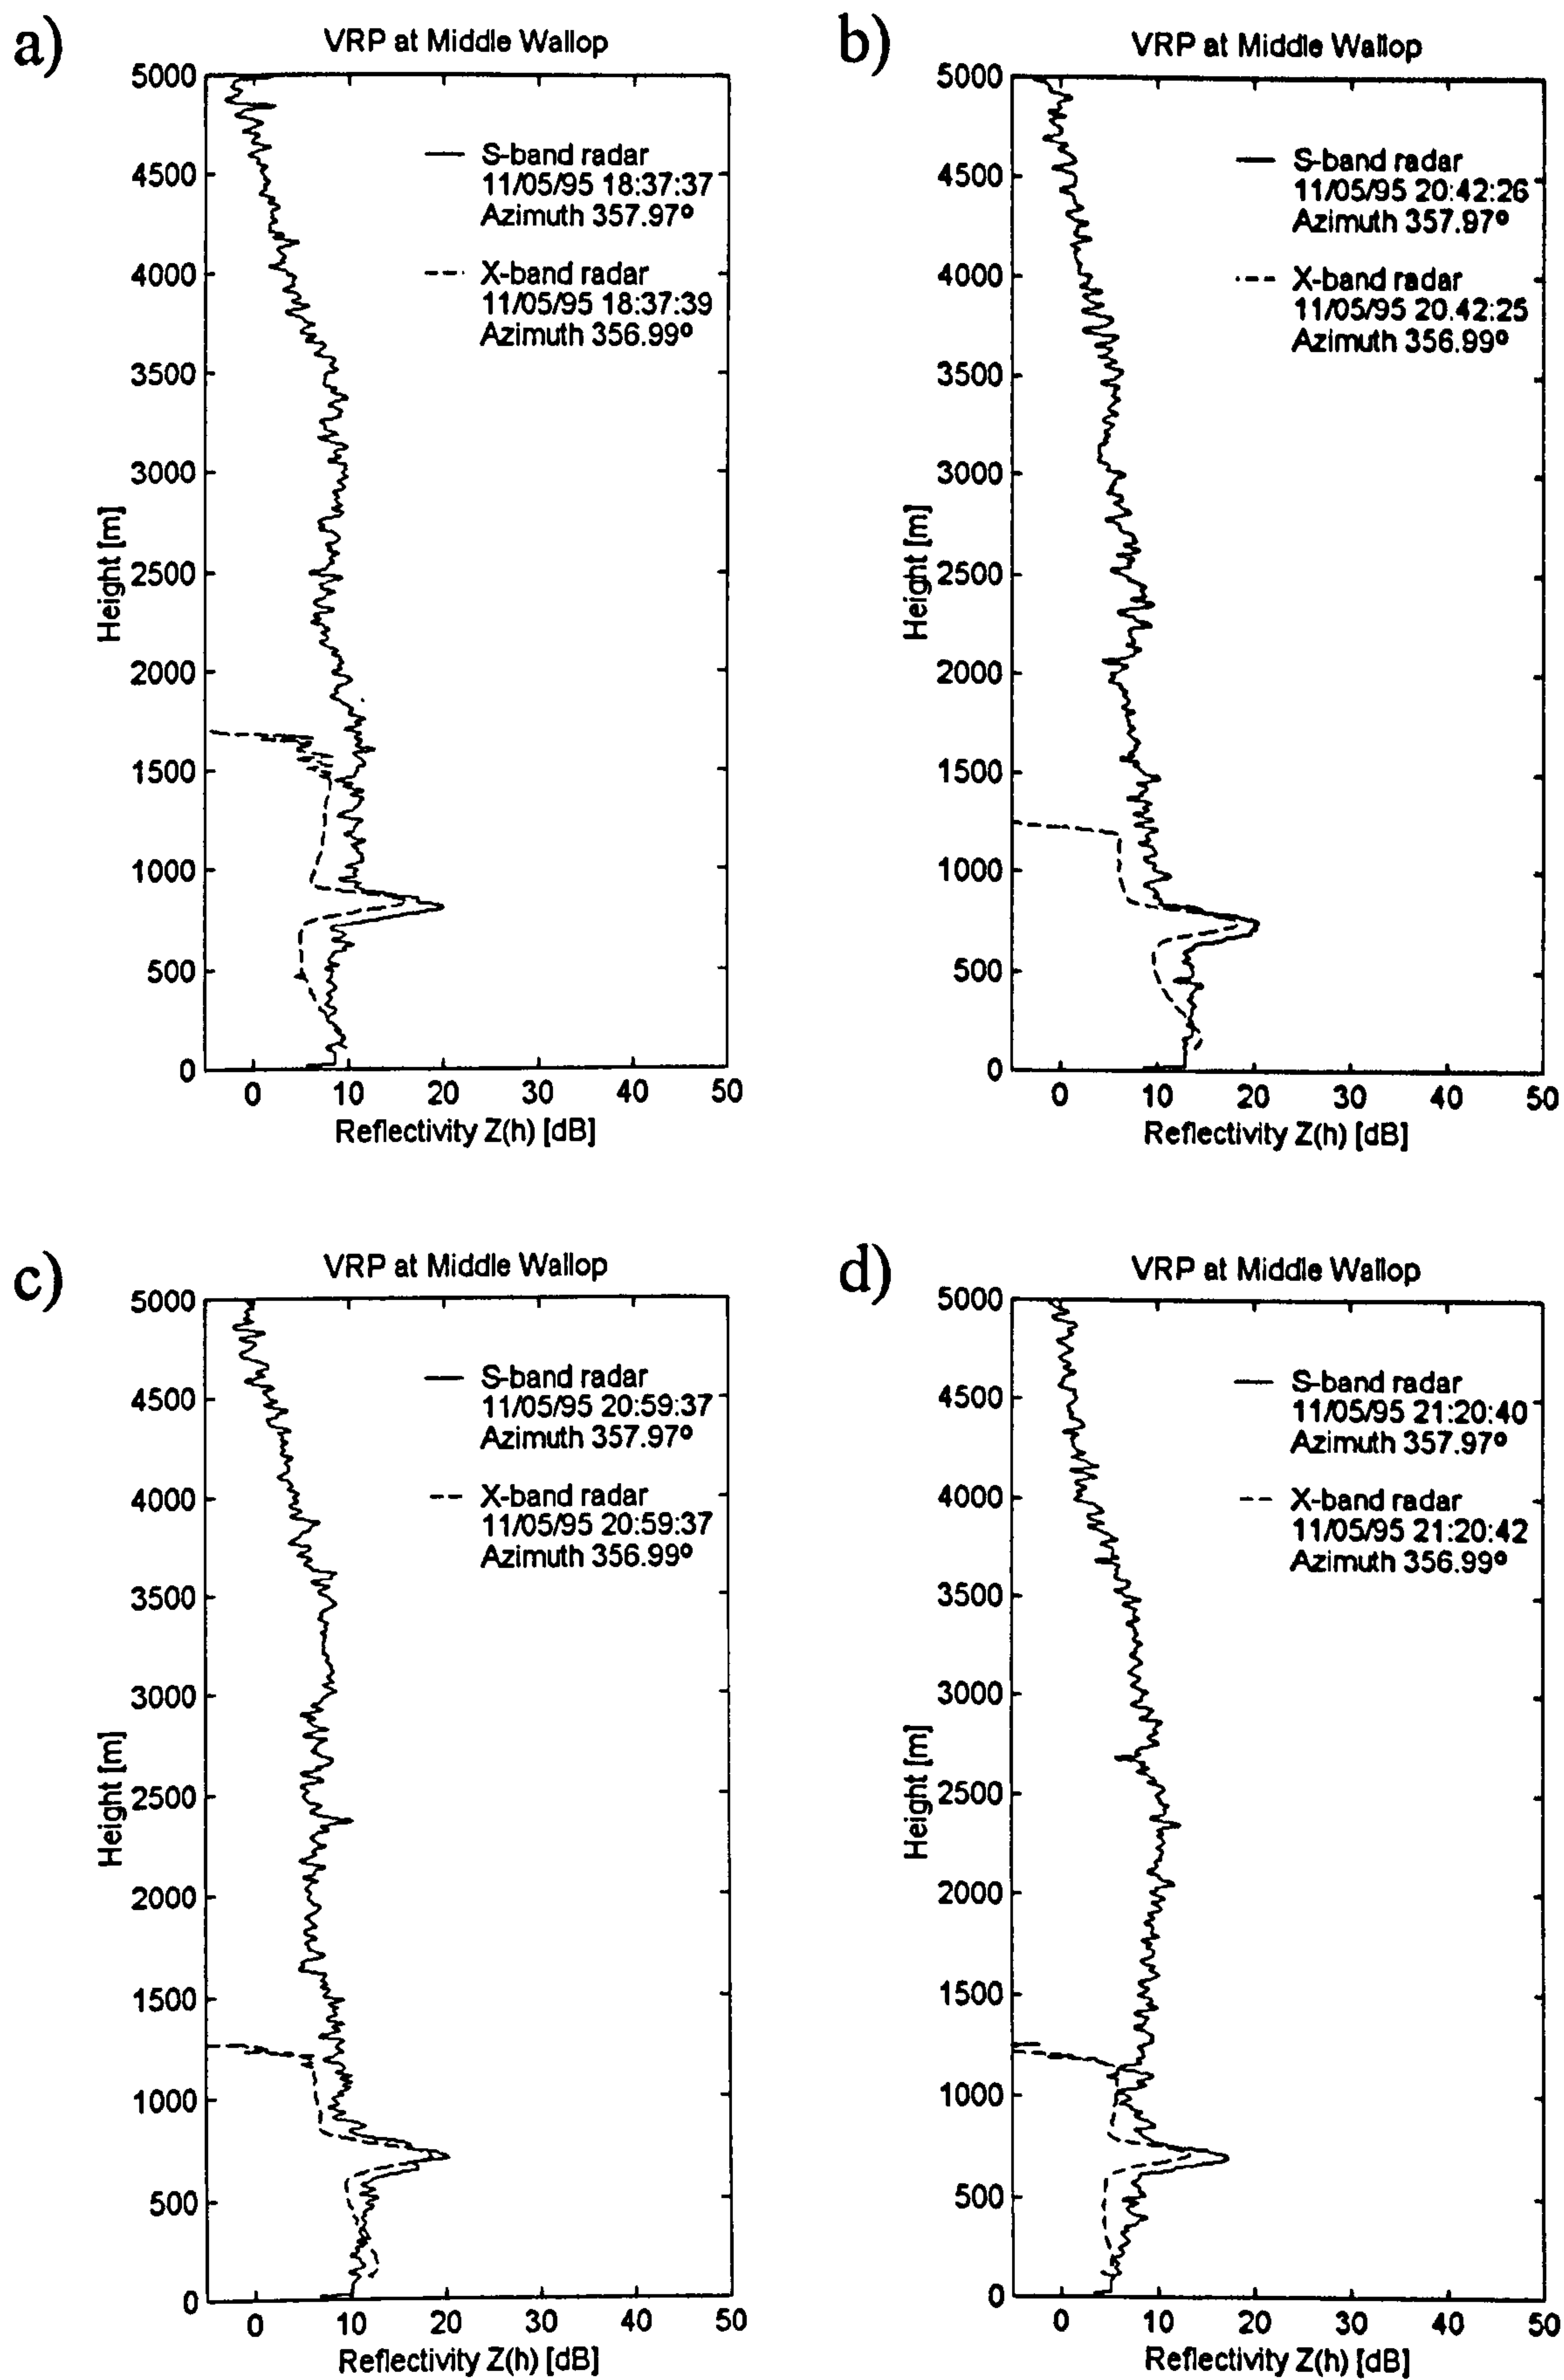 a)
VRP at Middle Wallop
5000
4500
4000
3500
3000
2500
2000
1500
1000
500
0
Height [m]
S-band radar
11/05/95 18:37:37
Azimuth 357.97º
X-band radar
11/05/95 18:37:39
Azimuth 356.99º
0 10 20 30 40 50
Reflectivity Z(h) [dB]
b)
VRP at Middle Wallop
5000
4500
4000
3500
3000
2500
2000
1500
1000
500
0
Height [m]
S-band radar
11/05/95 20:42:26
Azimuth 357.97º
X-band radar
11/05/95 20.42:25
Azimuth 356.99º
0 10 20 30 40 50
Reflectivity Z(h) [dB]
c)
VRP at Middle Wallop
5000
4500
4000
3500
3000
2500
2000
1500
1000
500
0
Height [m]
S-band radar
11/05/95 20:59:37
Azimuth 357.97º
X-band radar
11/05/95 20:59:37
Azimuth 356.99º
0 10 20 30 40 50
Reflectivity Z(h) [dB]
d)
VRP at Middle Wallop
5000
4500
4000
3500
3000
2500
2000
1500
1000
500
0
Height [m]
S-band radar
11/05/95 21:20:40
Azimuth 357.97º
X-band radar
11/05/95 21:20:42
Azimuth 356.99º
0 10 20 30 40 50
Reflectivity Z(h) [dB]